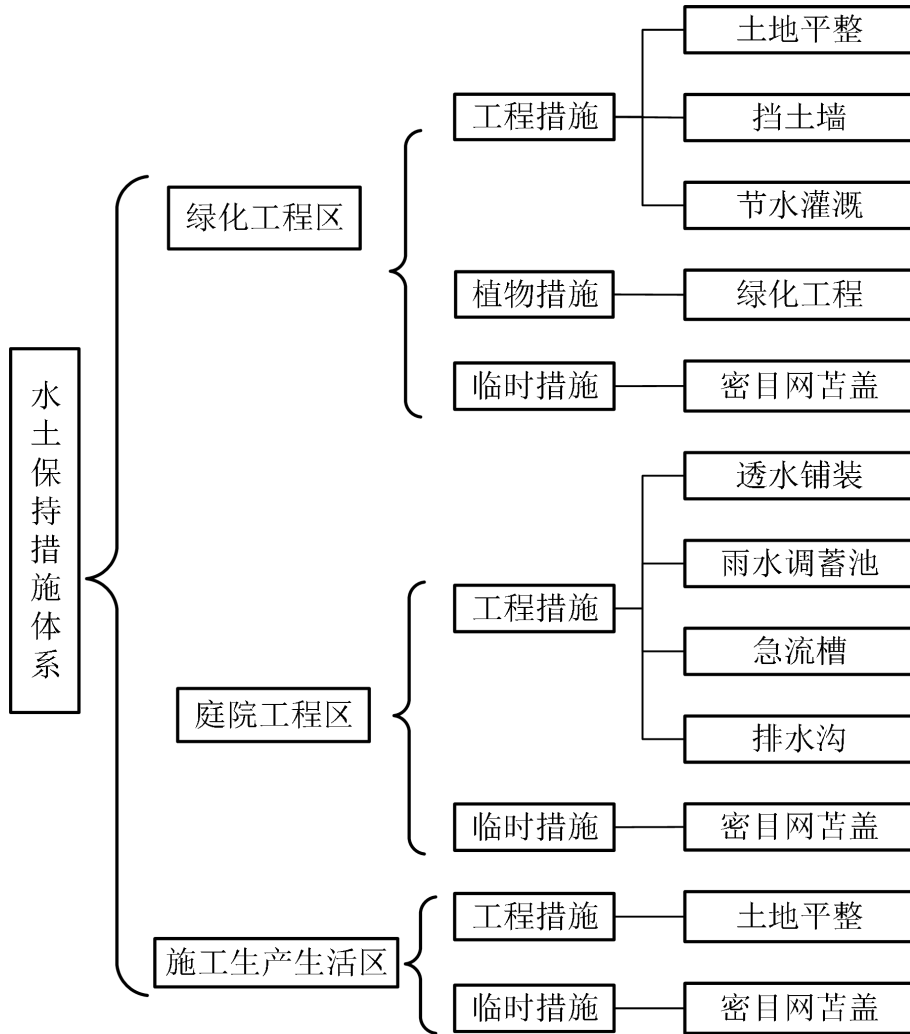 水土保持措施体系
绿化工程区
工程措施
土地平整
挡土墙
节水灌溉
植物措施
绿化工程
临时措施
密目网苫盖
庭院工程区
工程措施
透水铺装
雨水调蓄池
急流槽
排水沟
临时措施
密目网苫盖
施工生产生活区
工程措施
土地平整
临时措施
密目网苫盖